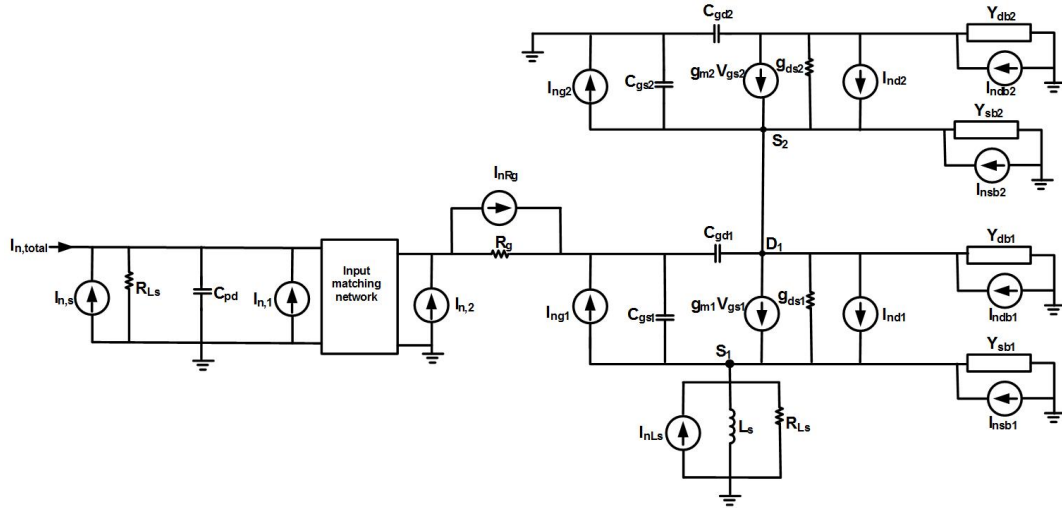 Cgd2
Ydb2
Ing2
Cgs2
gm2Vgs2
gds2
Ind2
Indb2
Ysb2
S2
Insb2
InRg
Rg
In,total
In,s
RLs
Cpd
In,1
Input
matching
network
In,2
Cgd1
D1
Ydb1
Ing1
Cgs1
gm1Vgs1
gds1
Ind1
Indb1
S1
Ysb1
Insb1
InLs
Ls
RLs